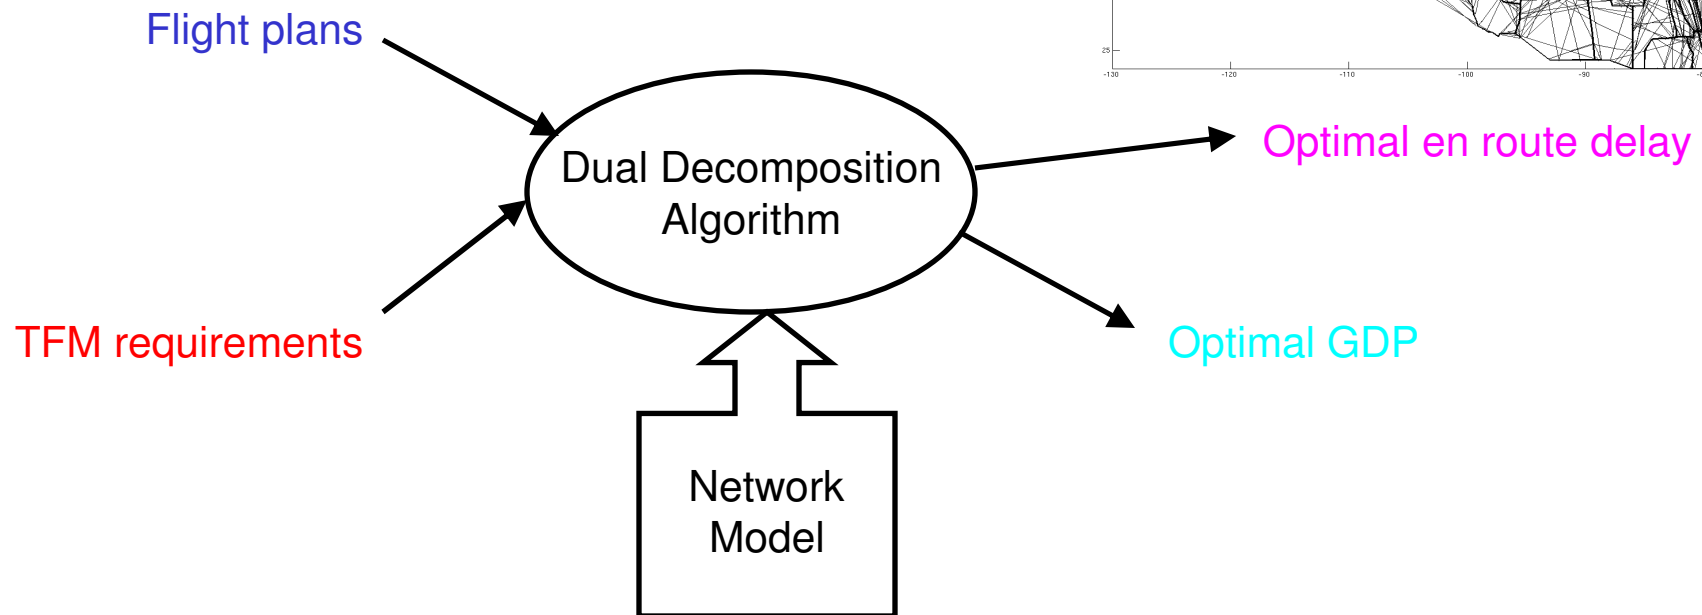 Flight plans
25
-130
-120
-110
-100
-90
Dual Decomposition
Algorithm
Optimal en route delay
TFM requirements
Optimal GDP
Network
Model